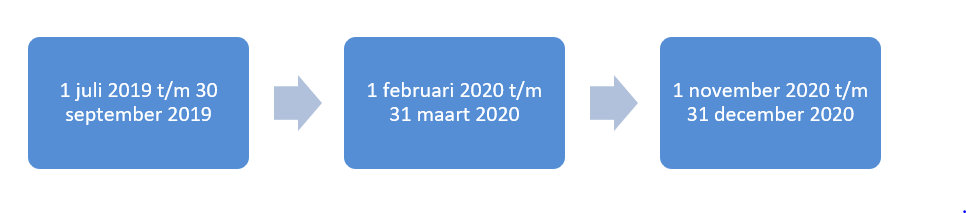 1 juli 2019 t/m 30
september 2019
1 februari 2020 t/m
31 maart 2020
1 november 2020 t/m
31 december 2020